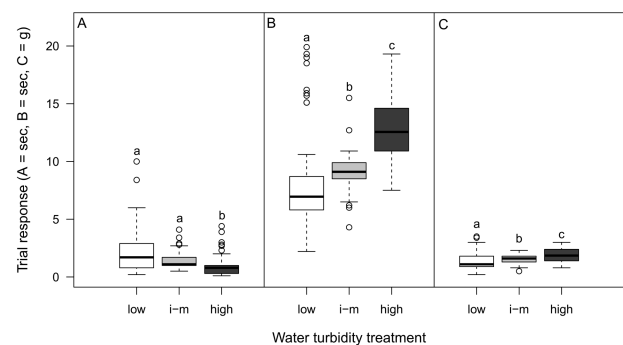 A
B
C
Trial response (A = sec, B = sec, C = g)
20
15
10
5
0
a
a
b
a
b
c
a
b
c
low
i−m
high
low
i−m
high
low
i−m
high
Water turbidity treatment